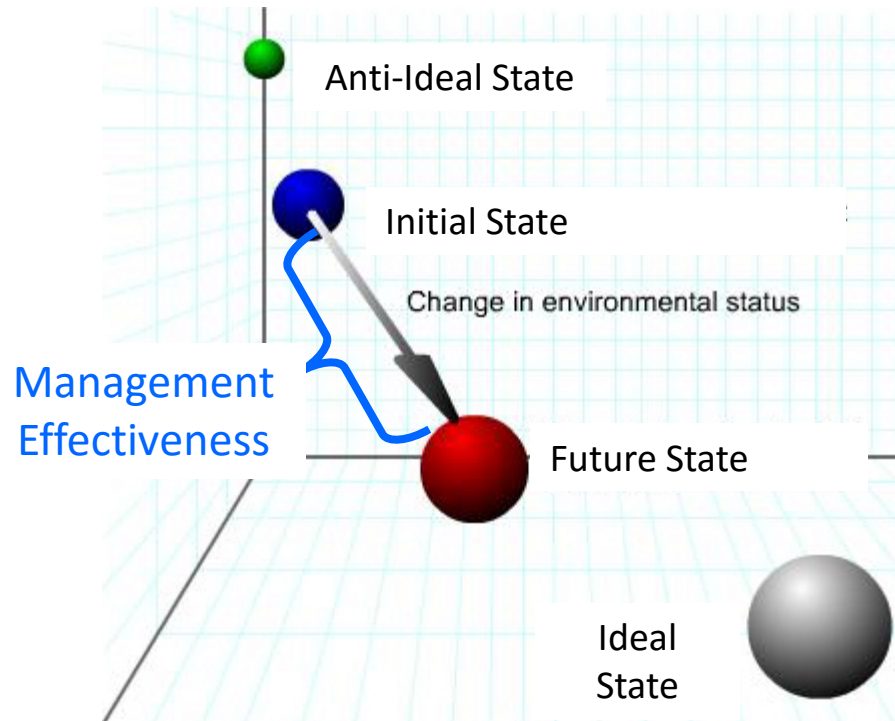 Anti-Ideal State
Initial State
Change in environmental status
Management
Effectiveness
Future State
Ideal
State